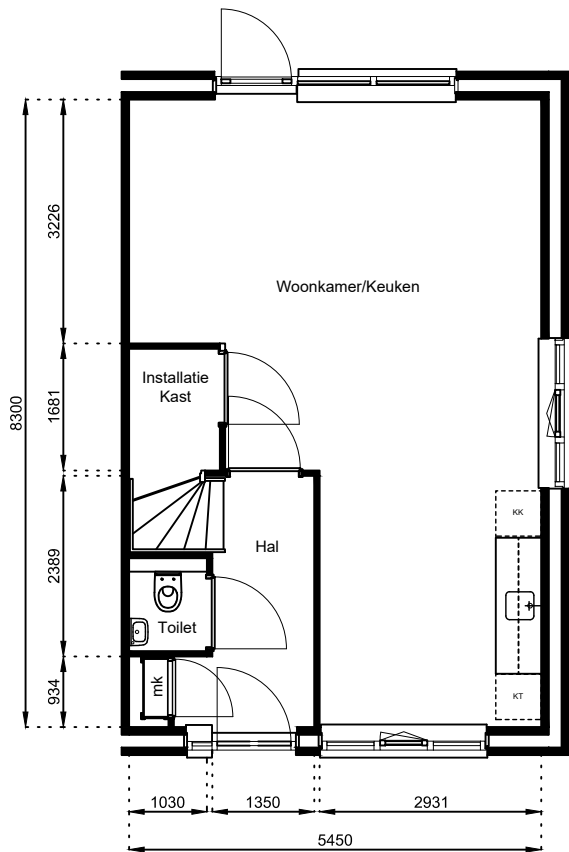 3226
Woonkamer/Keuken
8300
1681
Installatie
Kast
KK
2389
Hal
Toilet
934
mk
KT
1030
1350
2931
5450